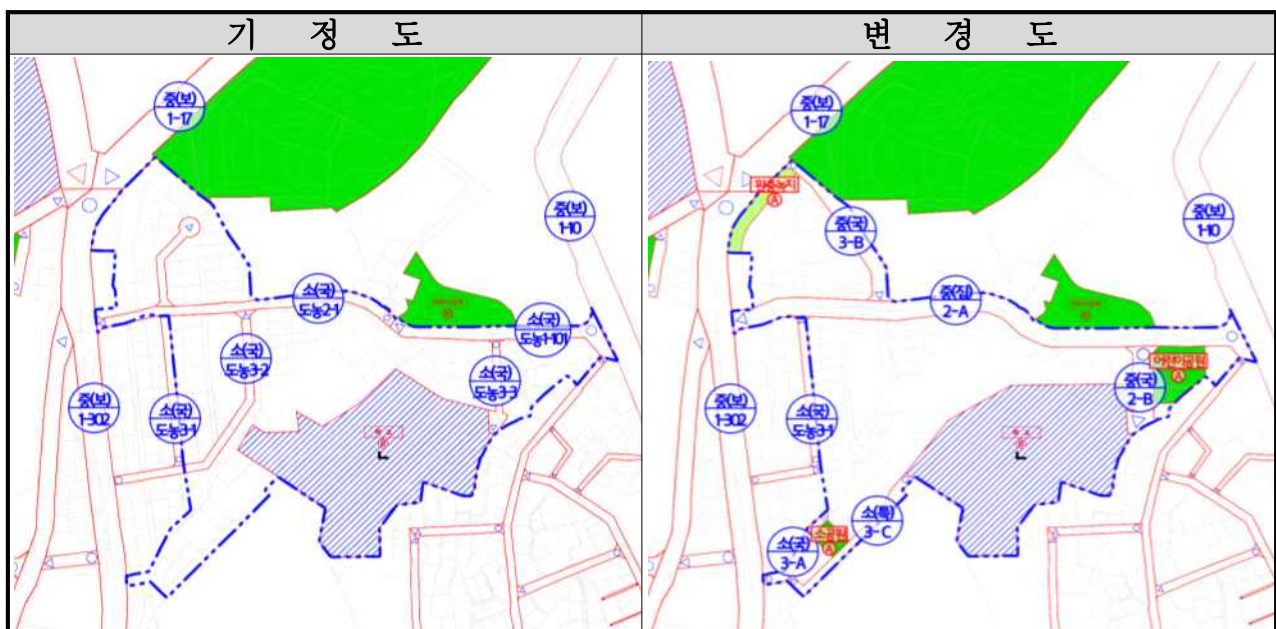 기 정 도
변 경 도
중(보)
1-17
중(보)
1-10
소(국)
도농2-1
소(국)
도농1-101
소(국)
도농3-2
소(국)
도농3-3
중(보)
1-302
소(국)
도농3-1
중(보)
1-17
완충녹지
A
중(국)
3-B
중(보)
1-10
중(집)
2-A
어린이공원
A
중(국)
2-B
중(보)
1-302
소(국)
도농3-1
소(특)
3-C
소공원
A
소(국)
3-A